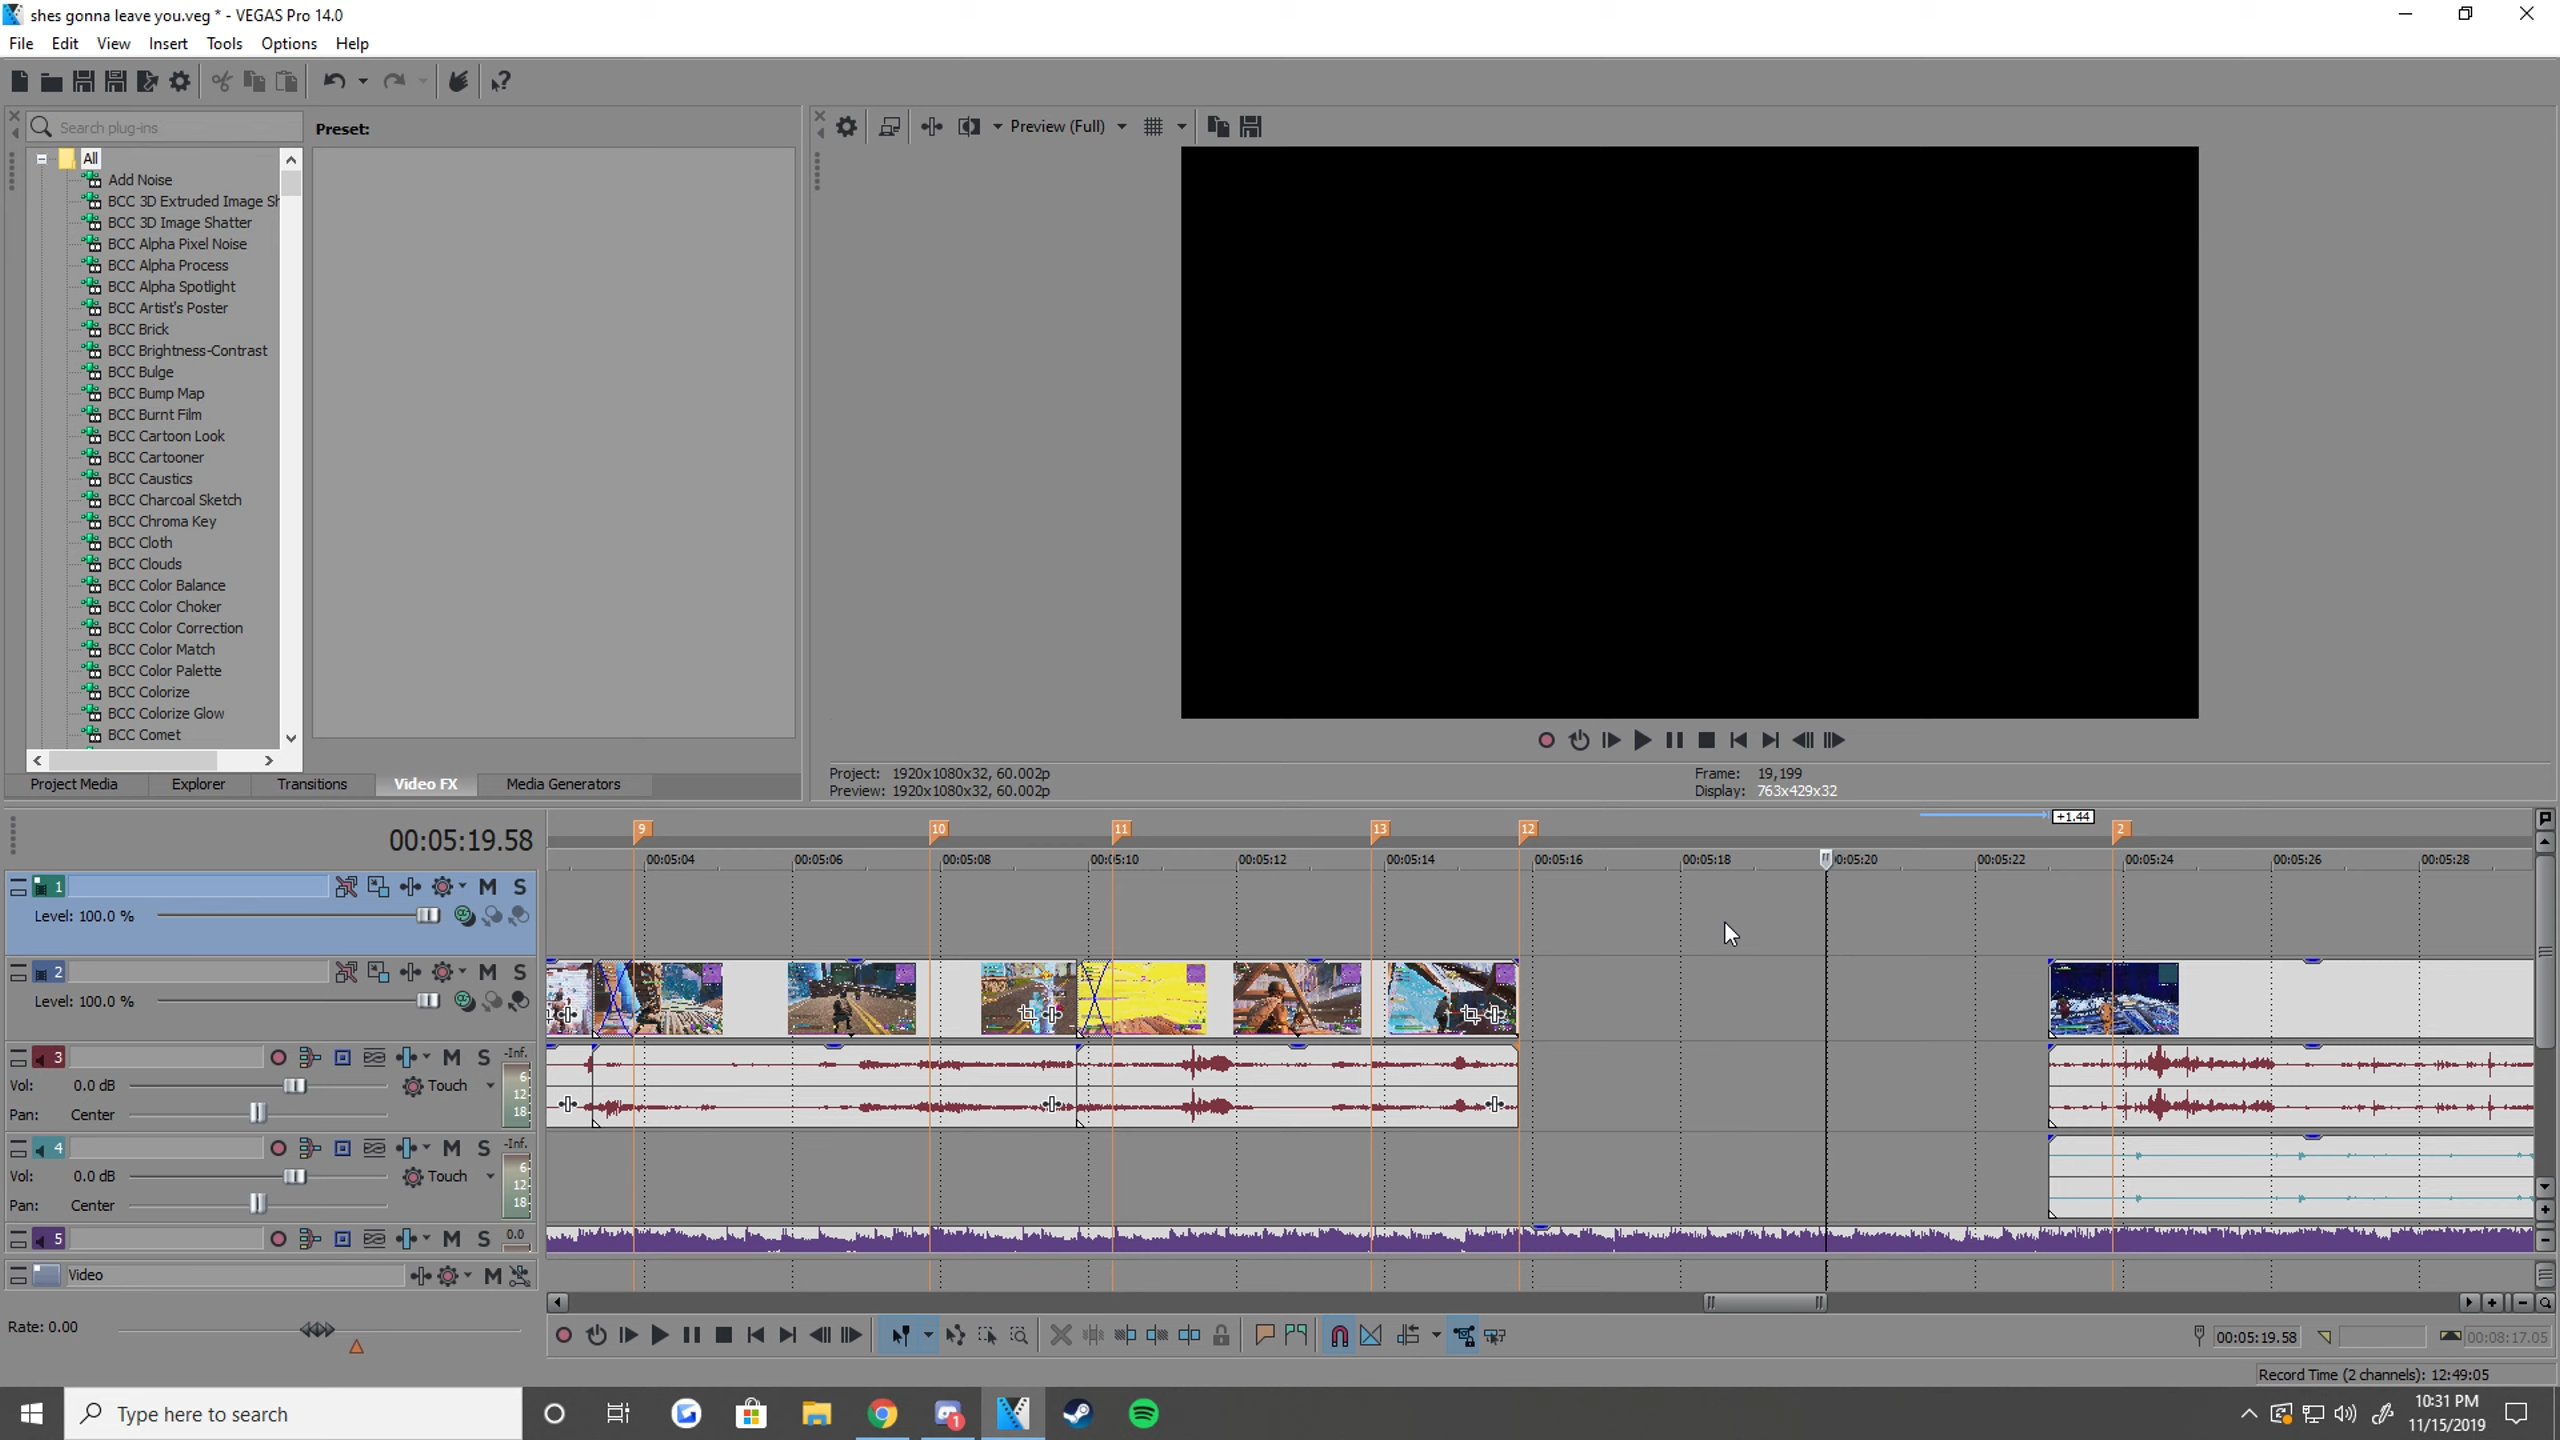 shes gonna leave you.veg * - VEGAS Pro 14.0
File Edit View Insert Tools Options Help
Search plug-ins
Preset:
Preview (Full)
All
Add Noise
BCC 3D Extruded Image Sh
BCC 3D Image Shatter
BCC Alpha Pixel Noise
BCC Alpha Process
BCC Alpha Spotlight
BCC Artist's Poster
BCC Brick
BCC Brightness-Contrast
BCC Bulge
BCC Bump Map
BCC Burnt Film
BCC Cartoon Look
BCC Cartooner
BCC Caustics
BCC Charcoal Sketch
BCC Chroma Key
BCC Cloth
BCC Clouds
BCC Color Balance
BCC Color Choker
BCC Color Correction
BCC Color Match
BCC Color Palette
BCC Colorize
BCC Colorize Glow
BCC Comet
Project Media Explorer Transitions Video FX Media Generators
Project: 1920x1080x32, 60.002p
Preview: 1920x1080x32, 60.002p
Frame: 19,199
Display: 763x429x32
00:05:19.58
9 10 11 13 12 +1.44 2
00:05:04 00:05:06 00:05:08 00:05:10 00:05:12 00:05:14 00:05:16 00:05:18 0:05:20 00:05:22 00:05:24 00:05:26 00:05:28
1 M S
Level: 100.0 %
2 M S
Level: 100.0 %
3 M S -Inf.
Vol: 0.0 dB Touch
Pan: Center
6 12 18
4 M S -Inf.
Vol: 0.0 dB Touch
Pan: Center
6 12 18
5 M S 0.0
Video M
Rate: 0.00
00:05:19.58 00:08:17.05
Record Time (2 channels): 12:49:05
Type here to search
1
10:31 PM
11/15/2019